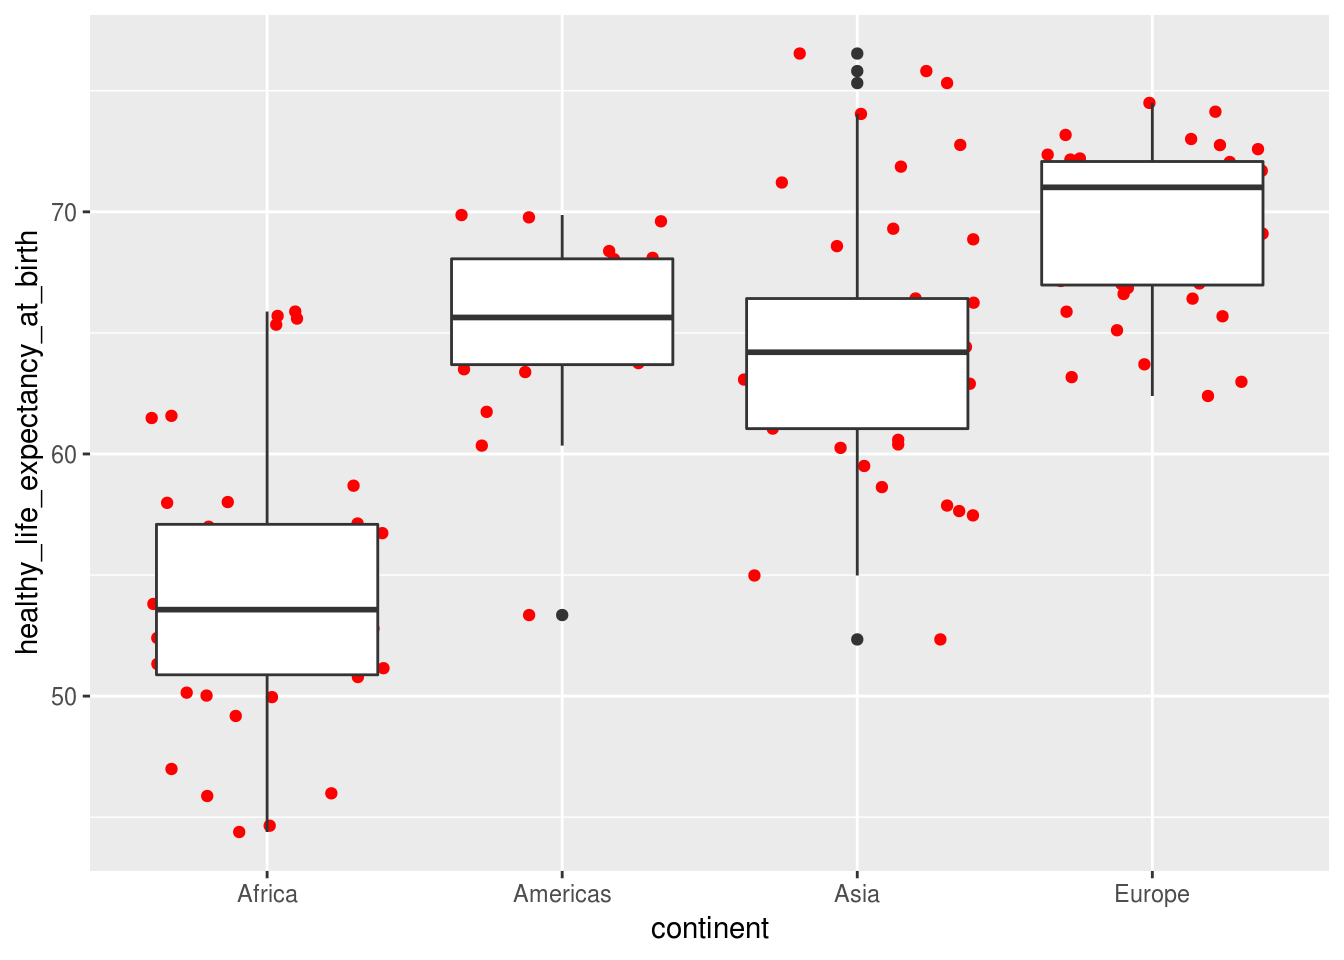 healthy_life_expectancy_at_birth
70
60
50
Africa Americas Asia Europe
continent